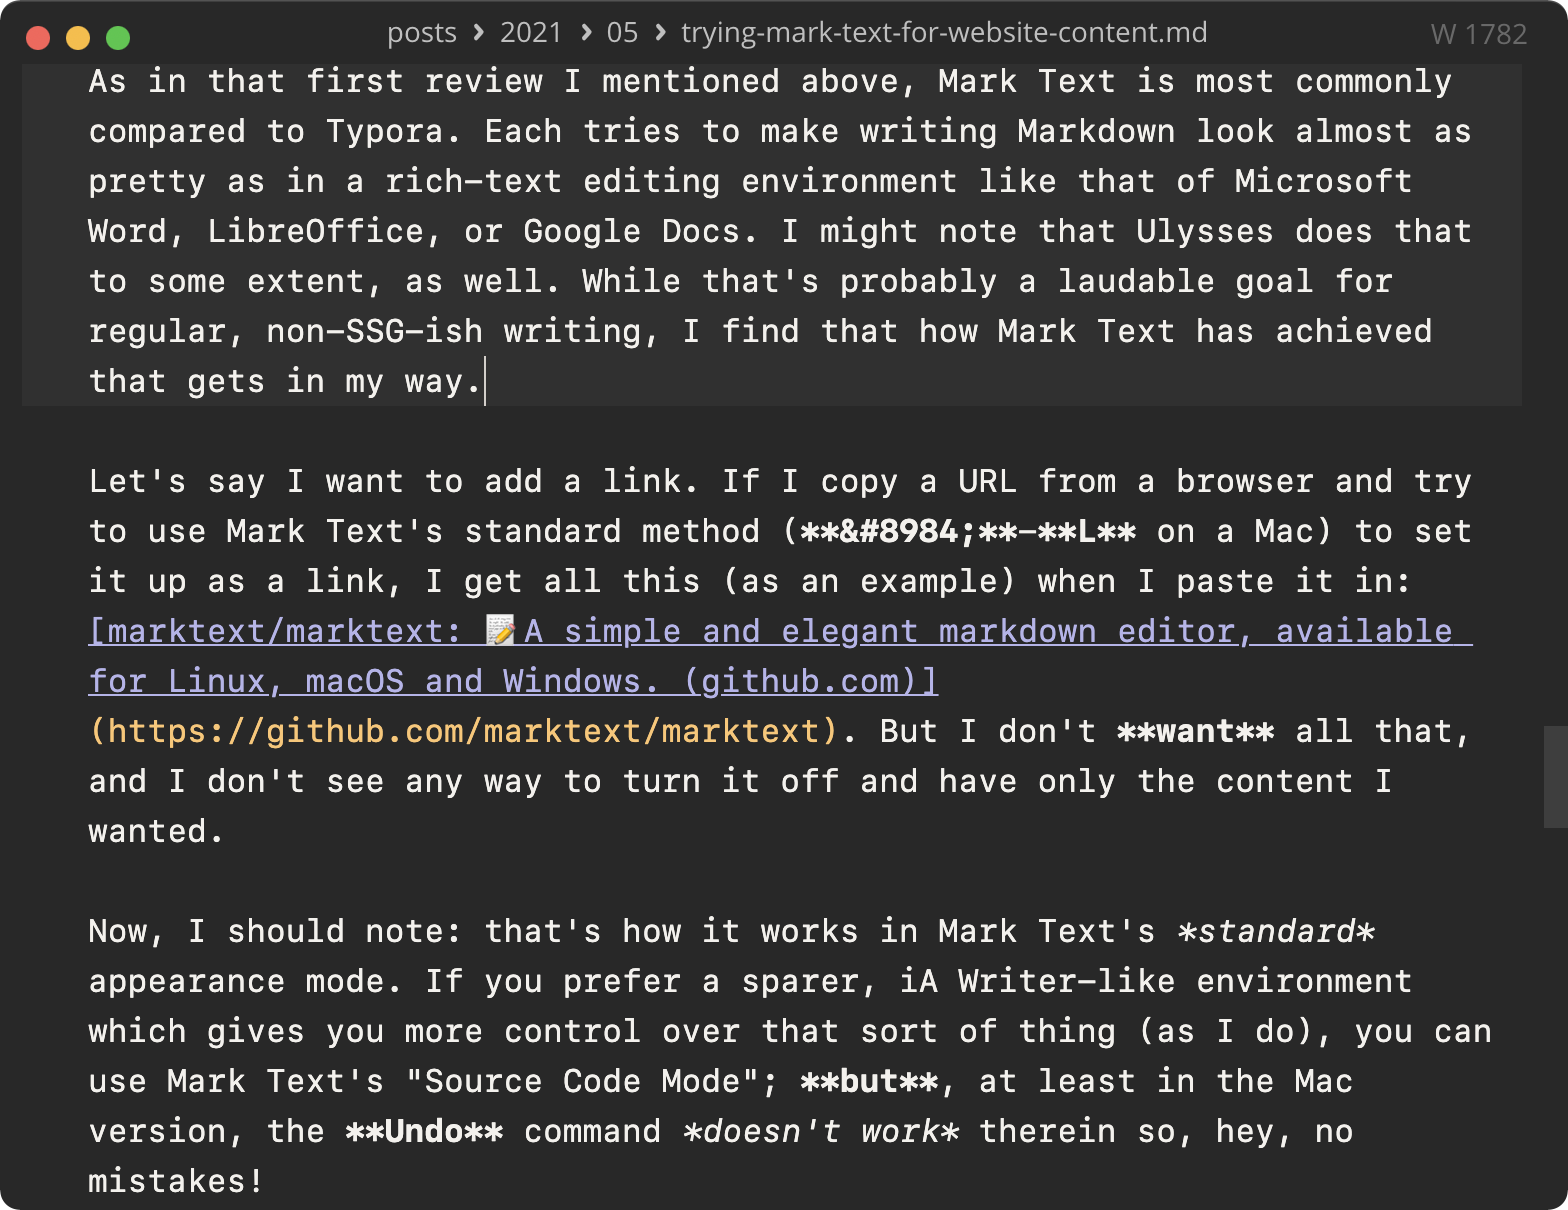 posts › 2021 › 05 › trying-mark-text-for-website-content.md
W 1782
As in that first review I mentioned above, Mark Text is most commonly
compared to Typora. Each tries to make writing Markdown look almost as
pretty as in a rich-text editing environment like that of Microsoft
Word, LibreOffice, or Google Docs. I might note that Ulysses does that
to some extent, as well. While that's probably a laudable goal for
regular, non-SSG-ish writing, I find that how Mark Text has achieved
that gets in my way.
Let's say I want to add a link. If I copy a URL from a browser and try
to use Mark Text's standard method (**&#8984;**-**L** on a Mac) to set
it up as a link, I get all this (as an example) when I paste it in:
[marktext/marktext: 📝A simple and elegant markdown editor, available
for Linux, macOS and Windows. (github.com)]
(https://github.com/marktext/marktext). But I don't **want** all that,
and I don't see any way to turn it off and have only the content I
wanted.
Now, I should note: that's how it works in Mark Text's *standard*
appearance mode. If you prefer a sparer, iA Writer-like environment
which gives you more control over that sort of thing (as I do), you can
use Mark Text's "Source Code Mode"; **but**, at least in the Mac
version, the **Undo** command *doesn't work* therein so, hey, no
mistakes!